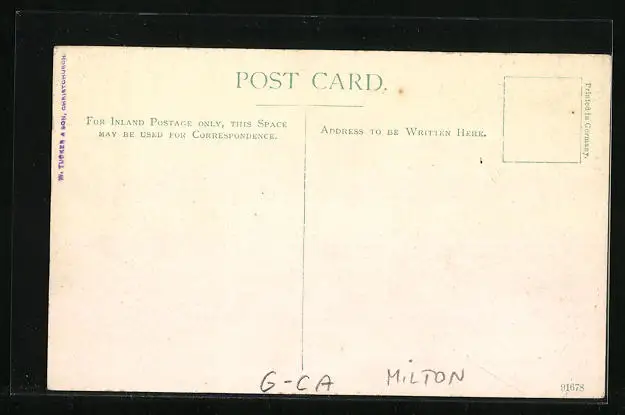 POST CARD.
FOR INLAND POSTAGE ONLY, THIS SPACE
MAY BE USED FOR CORRESPONDENCE.
ADDRESS TO BE WRITTEN HERE.
Printed in Germany.
W. TUCKER & SON, CHRISTCHURCH
G-CA
MILTON
91678